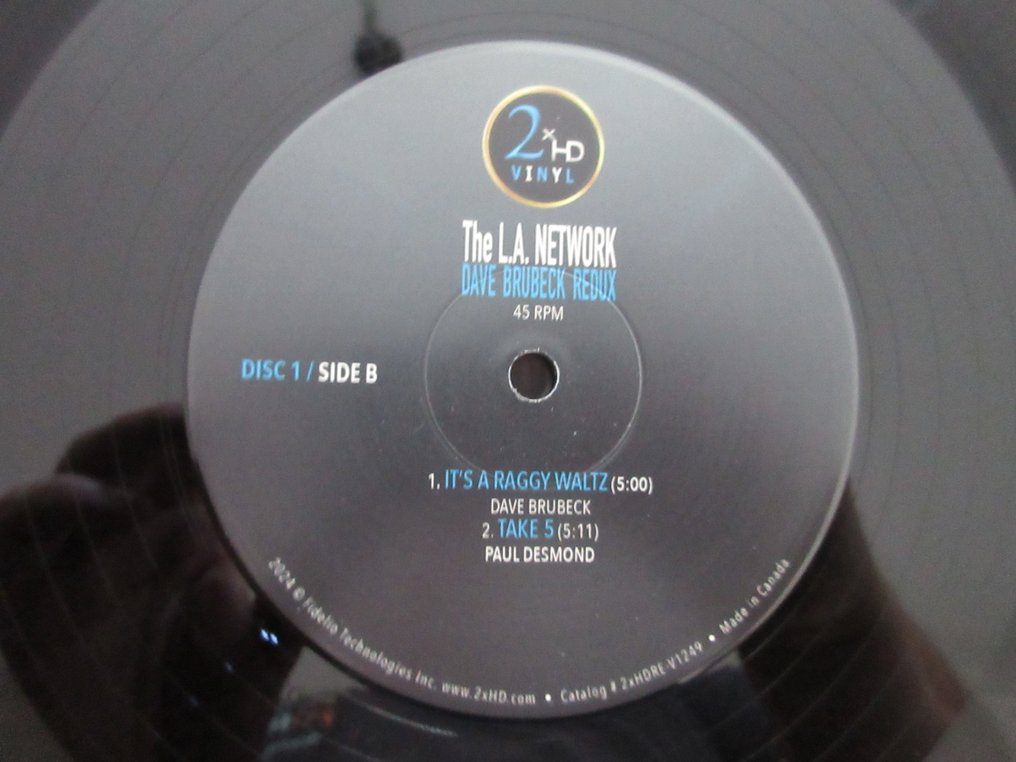 2xHD
VINYL
The L.A. NETWORK
DAVE BRUBECK REDUX
45 RPM
DISC 1 / SIDE B
1. IT'S A RAGGY WALTZ (5:00)
DAVE BRUBECK
2. TAKE 5 (5:11)
PAUL DESMOND
2024 © Fidelio Technologies Inc. www.2xHD.com • Catalog # 2xHDRE-V1249 • Made in Canada